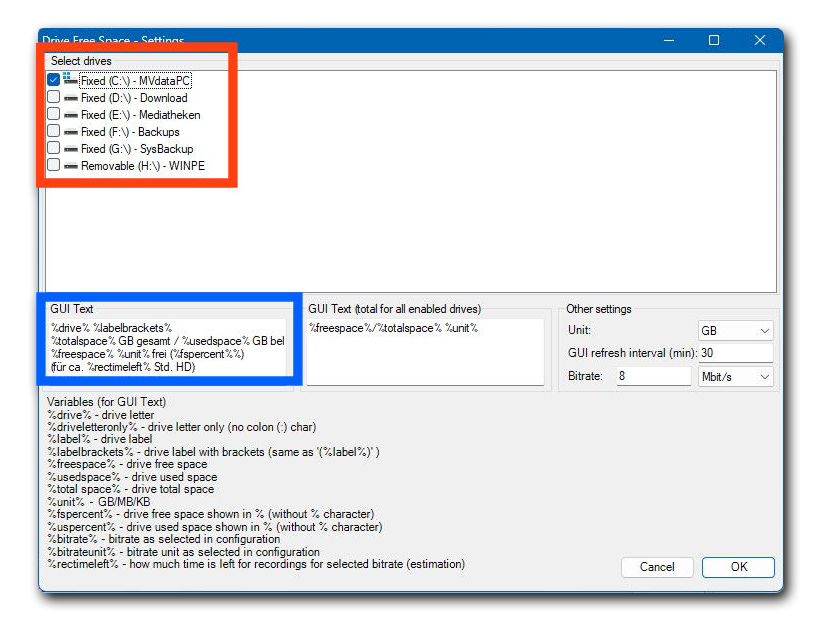 Drive Free Space - Settings
Select drives
Fixed (C:\) - MVdataPC
Fixed (D:\) - Download
Fixed (E:\) - Mediatheken
Fixed (F:\) - Backups
Fixed (G:\) - SysBackup
Removable (H:\) - WINPE
GUI Text
%drive% %labelbrackets%
%totalspace% GB gesamt / %usedspace% GB bel
%freespace% %unit% frei (%fspercent%%)
(für ca. %rectimeleft% Std. HD)
GUI Text (total for all enabled drives)
%freespace%/%totalspace% %unit%
Other settings
Unit: GB
GUI refresh interval (min): 30
Bitrate: 8 Mbit/s
Variables (for GUI Text)
%drive% - drive letter
%driveletteronly% - drive letter only (no colon (:) char)
%label% - drive label
%labelbrackets% - drive label with brackets (same as '(%label%)' )
%freespace% - drive free space
%usedspace% - drive used space
%total space% - drive total space
%unit% - GB/MB/KB
%fspercent% - drive free space shown in % (without % character)
%uspercent% - drive used space shown in % (without % character)
%bitrate% - bitrate as selected in configuration
%bitrateunit% - bitrate unit as selected in configuration
%rectimeleft% - how much time is left for recordings for selected bitrate (estimation)
Cancel
OK